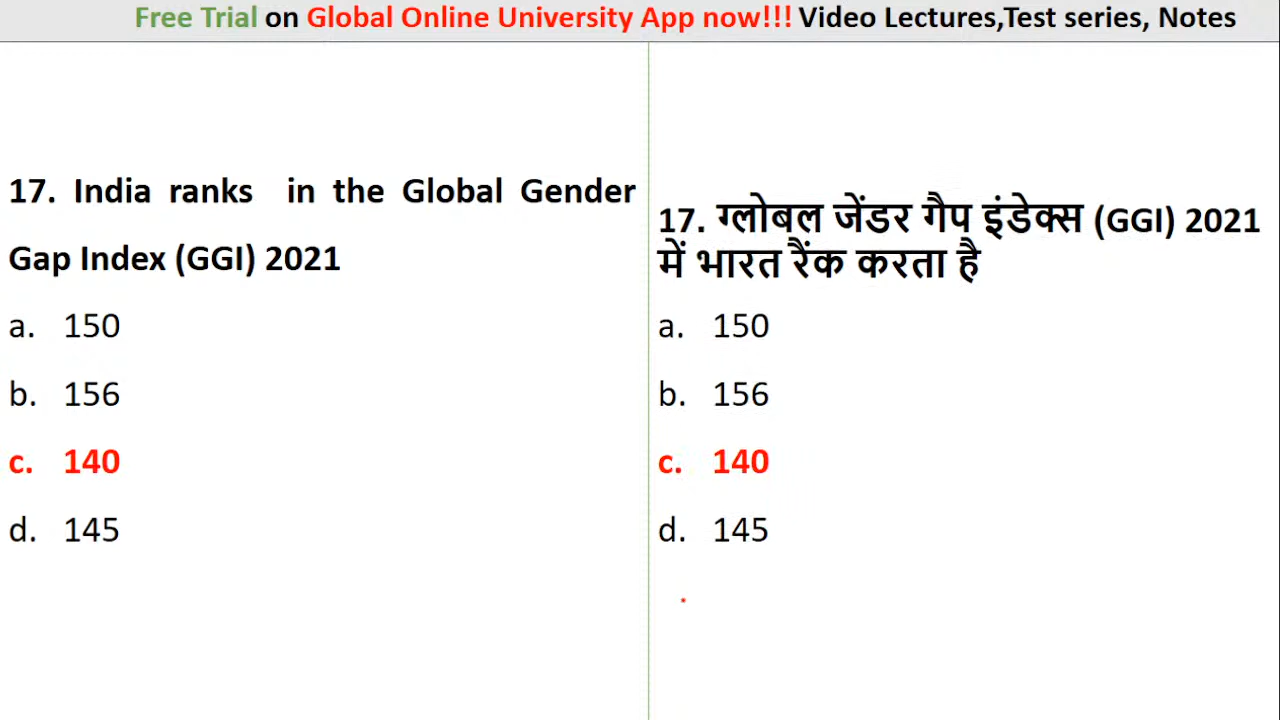 Free Trial on Global Online University App now!!! Video Lectures,Test series, Notes
17. India ranks in the Global Gender
Gap Index (GGI) 2021
a. 150
b. 156
c. 140
d. 145
17. ग्लोबल जेंडर गैप इंडेक्स (GGI) 2021
में भारत रैंक करता है
a. 150
b. 156
c. 140
d. 145